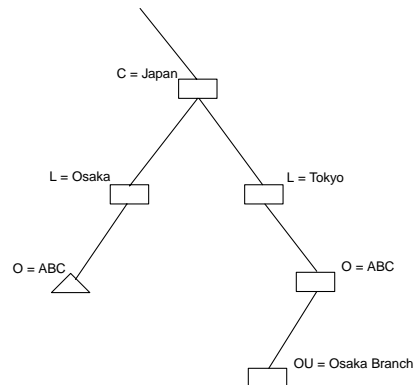 C = Japan
L = Osaka
L = Tokyo
O = ABC
O = ABC
OU = Osaka Branch